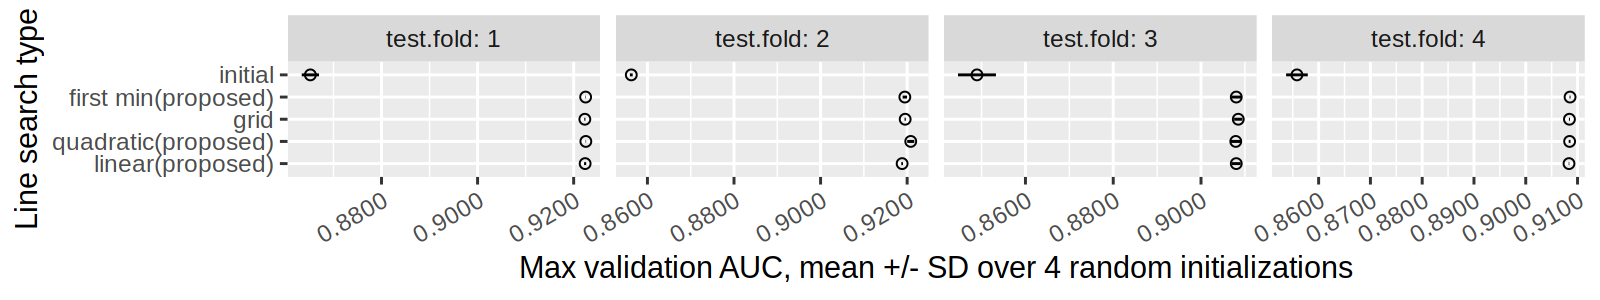 Line search type
test.fold: 1
test.fold: 2
test.fold: 3
test.fold: 4
initial
first min(proposed)
grid
quadratic(proposed)
linear(proposed)
0.8800
0.9000
0.9200
0.8600
0.8800
0.9000
0.9200
0.8600
0.8800
0.9000
0.8600
0.8700
0.8800
0.8900
0.9000
0.9100
Max validation AUC, mean +/- SD over 4 random initializations